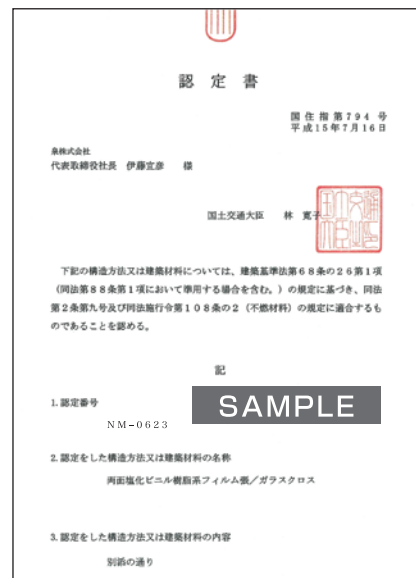 認定書
国住指第794号
平成15年7月16日
泉株式会社
代表取締役社長 伊藤宜彦 様
国土交通大臣 林 寛子
下記の構造方法又は建築材料については、建築基準法第68条の26第1項
(同法第88条第1項において準用する場合を含む。)の規定に基づき、同法
第2条第九号及び同法施行令第108条の2(不燃材料)の規定に適合するも
のであることを認める。
記
1.認定番号
SAMPLE
NM-0623
2.認定をした構造方法又は建築材料の名称
両面塩化ビニル樹脂系フィルム張/ガラスクロス
3.認定をした構造方法又は建築材料の内容
別添の通り